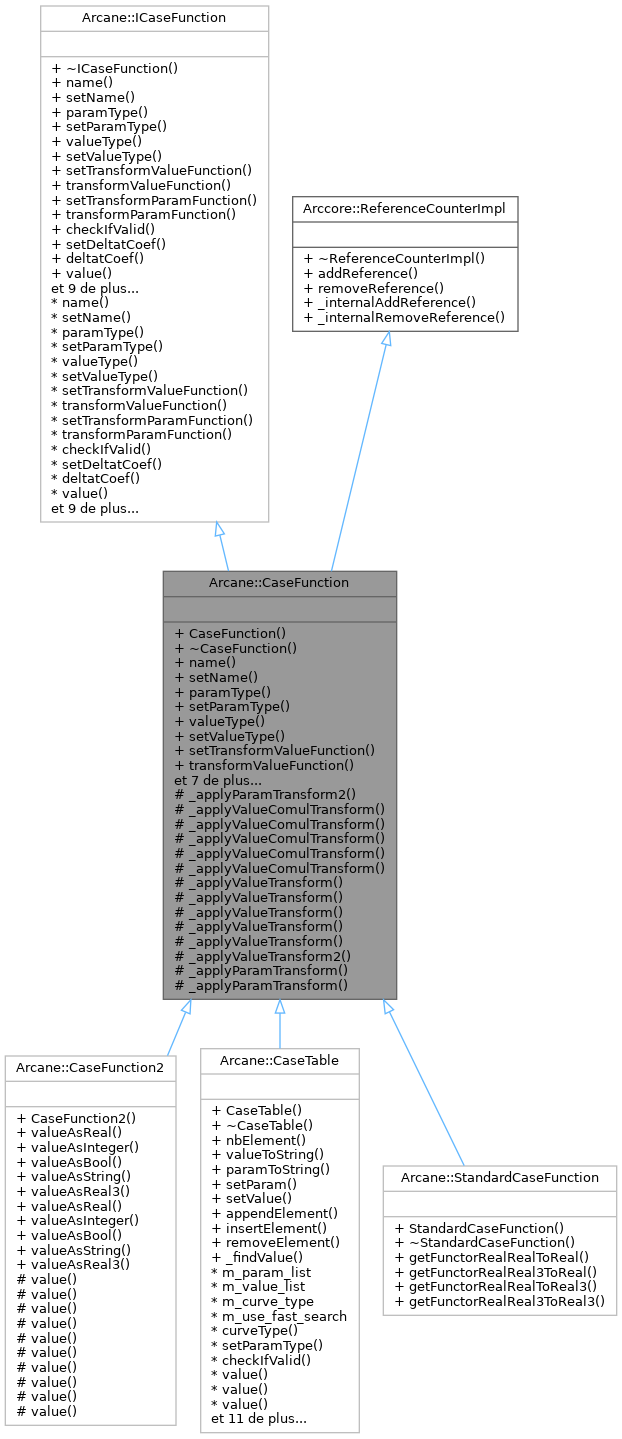 Arcane::ICaseFunction
+ ~ICaseFunction()
+ name()
+ setName()
+ paramType()
+ setParamType()
+ valueType()
+ setValueType()
+ setTransformValueFunction()
+ transformValueFunction()
+ setTransformParamFunction()
+ transformParamFunction()
+ checkIfValid()
+ setDeltatCoef()
+ deltatCoef()
+ value()
et 9 de plus...
* name()
* setName()
* paramType()
* setParamType()
* valueType()
* setValueType()
* setTransformValueFunction()
* transformValueFunction()
* setTransformParamFunction()
* transformParamFunction()
* checkIfValid()
* setDeltatCoef()
* deltatCoef()
* value()
et 9 de plus...
Arccore::ReferenceCounterImpl
+ ~ReferenceCounterImpl()
+ addReference()
+ removeReference()
+ _internalAddReference()
+ _internalRemoveReference()
Arcane::CaseFunction
+ CaseFunction()
+ ~CaseFunction()
+ name()
+ setName()
+ paramType()
+ setParamType()
+ valueType()
+ setValueType()
+ setTransformValueFunction()
+ transformValueFunction()
et 7 de plus...
# _applyParamTransform2()
# _applyValueComulTransform()
# _applyValueComulTransform()
# _applyValueComulTransform()
# _applyValueComulTransform()
# _applyValueComulTransform()
# _applyValueTransform()
# _applyValueTransform()
# _applyValueTransform()
# _applyValueTransform()
# _applyValueTransform()
# _applyValueTransform2()
# _applyParamTransform()
# _applyParamTransform()
Arcane::CaseFunction2
+ CaseFunction2()
+ valueAsReal()
+ valueAsInteger()
+ valueAsBool()
+ valueAsString()
+ valueAsReal3()
+ valueAsReal()
+ valueAsInteger()
+ valueAsBool()
+ valueAsString()
+ valueAsReal3()
# value()
# value()
# value()
# value()
# value()
# value()
# value()
# value()
# value()
# value()
Arcane::CaseTable
+ CaseTable()
+ ~CaseTable()
+ nbElement()
+ valueToString()
+ paramToString()
+ setParam()
+ setValue()
+ appendElement()
+ insertElement()
+ removeElement()
+ _findValue()
* m_param_list
* m_value_list
* m_curve_type
* m_use_fast_search
* curveType()
* setParamType()
* checkIfValid()
* value()
* value()
* value()
et 11 de plus...
Arcane::StandardCaseFunction
+ StandardCaseFunction()
+ ~StandardCaseFunction()
+ getFunctorRealRealToReal()
+ getFunctorRealReal3ToReal()
+ getFunctorRealRealToReal3()
+ getFunctorRealReal3ToReal3()